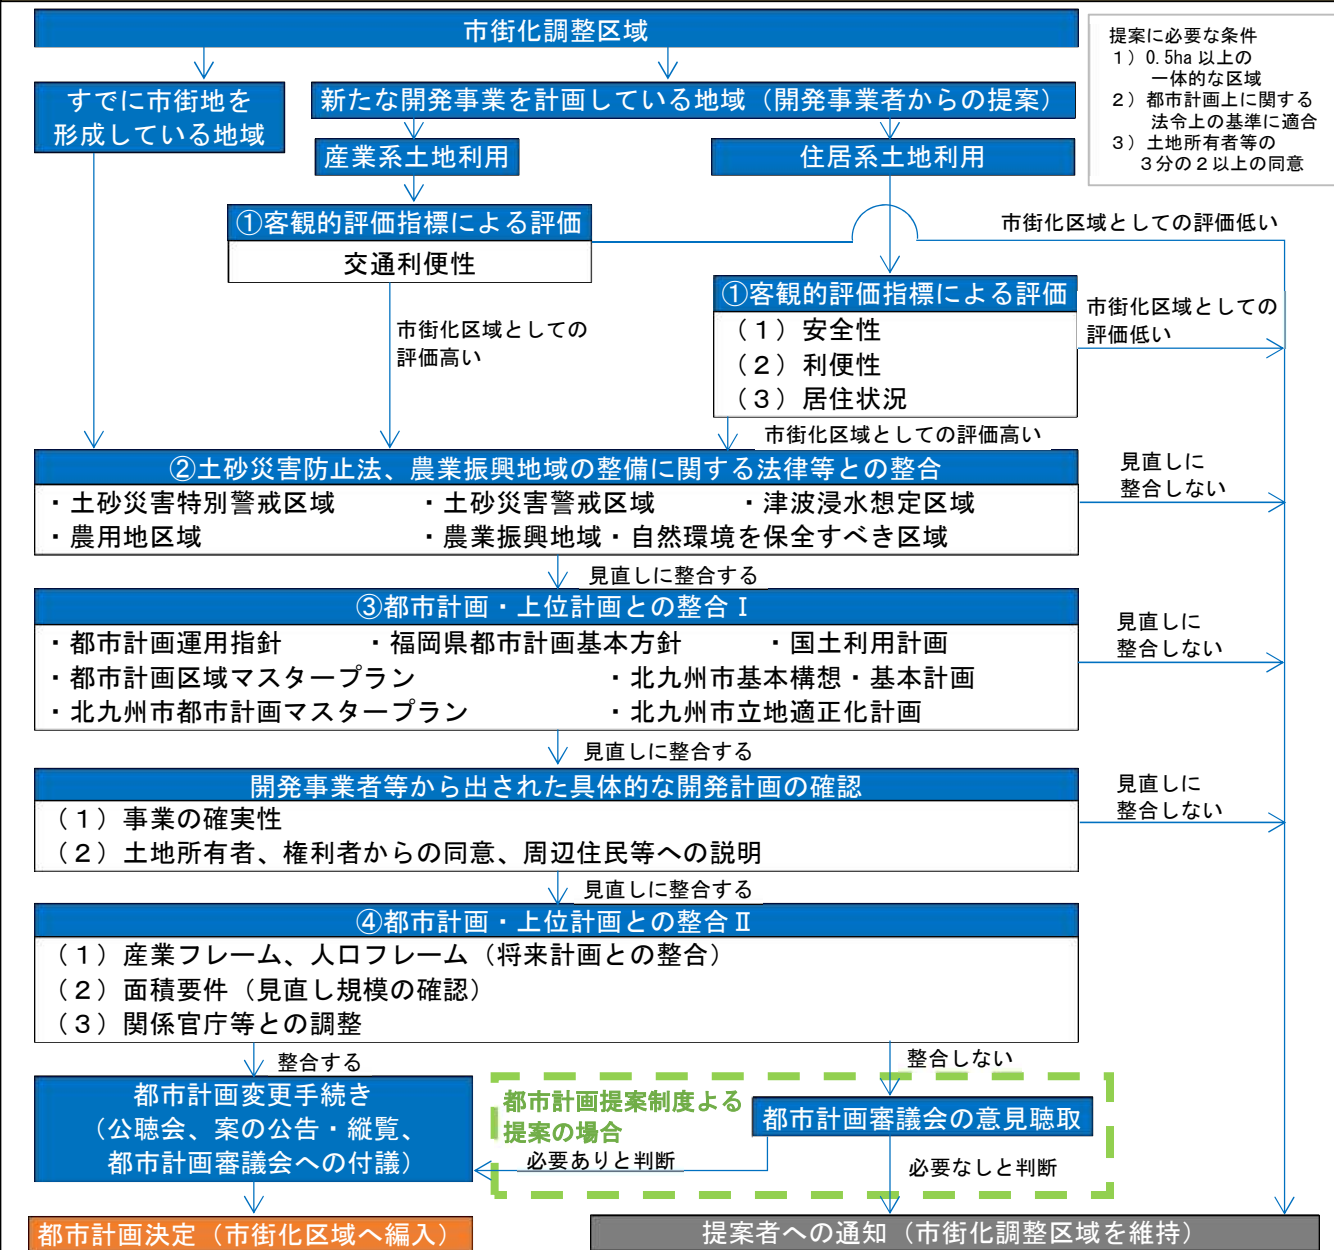 市街化調整区域
提案に必要な条件
１）0.5ha 以上の
一体的な区域
２）都市計画上に関する
法令上の基準に適合
３）土地所有者等の
３分の２以上の同意
すでに市街地を
形成している地域
新たな開発事業を計画している地域（開発事業者からの提案）
産業系土地利用
住居系土地利用
①客観的評価指標による評価
交通利便性
市街化区域としての評価低い
①客観的評価指標による評価
（１）安全性
（２）利便性
（３）居住状況
市街化区域としての
評価低い
市街化区域としての
評価高い
市街化区域としての評価高い
②土砂災害防止法、農業振興地域の整備に関する法律等との整合
・土砂災害特別警戒区域　・土砂災害警戒区域　・津波浸水想定区域
・農用地区域　・農業振興地域・自然環境を保全すべき区域
見直しに
整合しない
見直しに整合する
③都市計画・上位計画との整合Ⅰ
・都市計画運用指針　・福岡県都市計画基本方針　・国土利用計画
・都市計画区域マスタープラン　・北九州市基本構想・基本計画
・北九州市都市計画マスタープラン　・北九州市立地適正化計画
見直しに
整合しない
見直しに整合する
開発事業者等から出された具体的な開発計画の確認
（１）事業の確実性
（２）土地所有者、権利者からの同意、周辺住民等への説明
見直しに
整合しない
見直しに整合する
④都市計画・上位計画との整合Ⅱ
（１）産業フレーム、人口フレーム（将来計画との整合）
（２）面積要件（見直し規模の確認）
（３）関係官庁等との調整
整合する
整合しない
都市計画変更手続き
（公聴会、案の公告・縦覧、
都市計画審議会への付議）
都市計画提案制度よる
提案の場合
都市計画審議会の意見聴取
必要ありと判断
必要なしと判断
都市計画決定（市街化区域へ編入）
提案者への通知（市街化調整区域を維持）